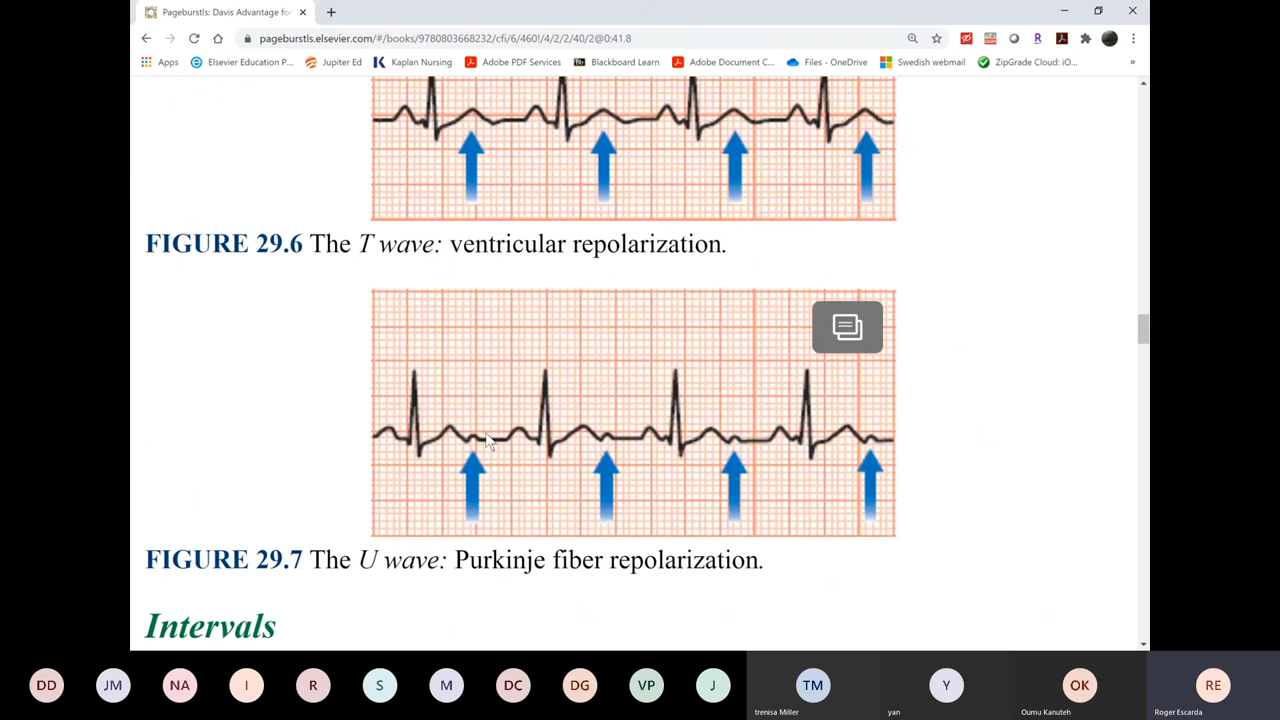 Pageburstls: Davis Advantage for
pageburstls.elsevier.com/#/books/9780803668232/cfi/6/460!/4/2/2/40/2@0:41.8
Apps
Elsevier Education P...
Jupiter Ed
Kaplan Nursing
Adobe PDF Services
Blackboard Learn
Adobe Document C...
Files - OneDrive
Swedish webmail
ZipGrade Cloud: iO...
»
FIGURE 29.6 The T wave: ventricular repolarization.
FIGURE 29.7 The U wave: Purkinje fiber repolarization.
Intervals
DD JM NA I R S M DC DG VP J TM Y OK RE
trenisa Miller yan Oumu Kanuteh Roger Escarda